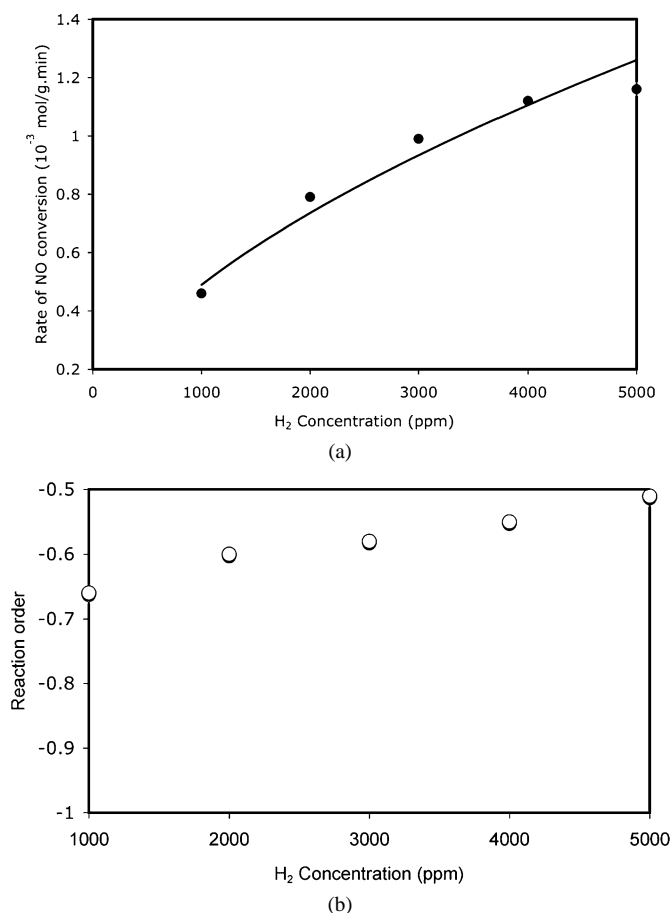 1.4
1.2
1
0.8
0.6
0.4
0.2
Rate of NO conversion (10⁻³ mol/g.min)
0 1000 2000 3000 4000 5000
H₂ Concentration (ppm)
(a)
-0.5
-0.6
-0.7
-0.8
-0.9
-1
Reaction order
1000 2000 3000 4000 5000
H₂ Concentration (ppm)
(b)